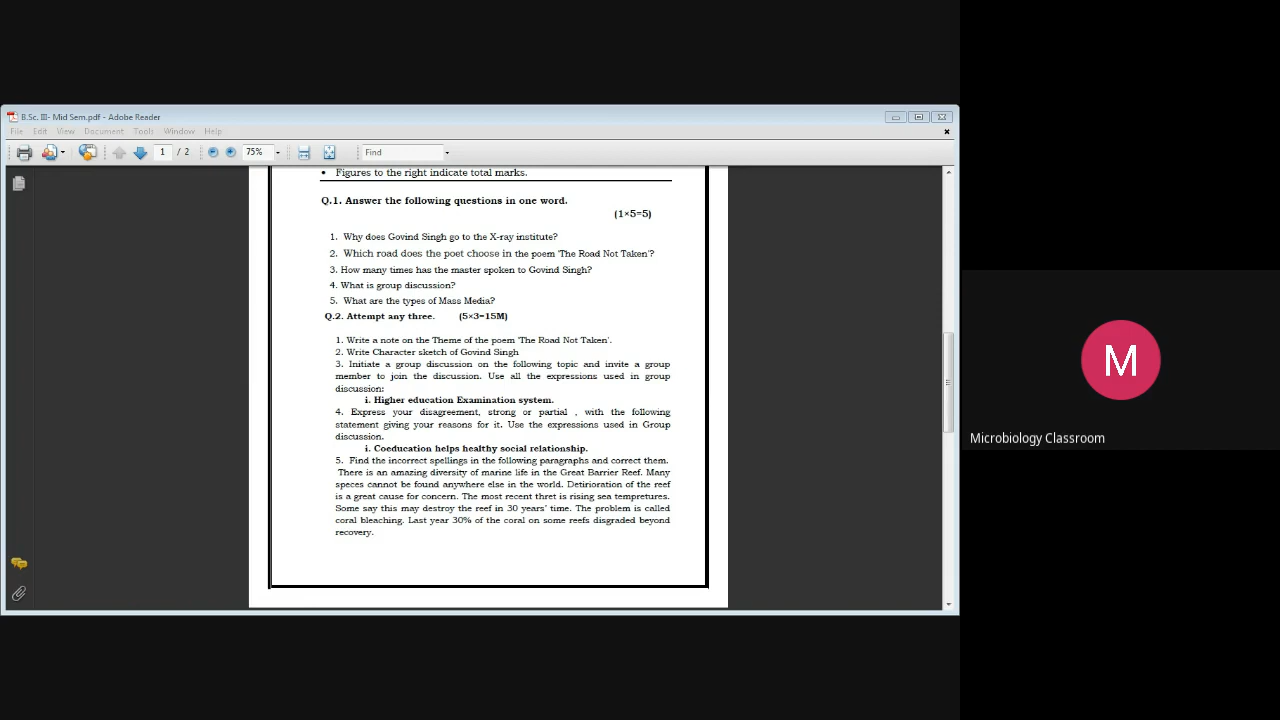 B.Sc. III- Mid Sem.pdf - Adobe Reader
File Edit View Document Tools Window Help
1 / 2 75% Find
• Figures to the right indicate total marks.
Q.1. Answer the following questions in one word.
(1×5=5)
1. Why does Govind Singh go to the X-ray institute?
2. Which road does the poet choose in the poem 'The Road Not Taken'?
3. How many times has the master spoken to Govind Singh?
4. What is group discussion?
5. What are the types of Mass Media?
Q.2. Attempt any three. (5×3=15M)
1. Write a note on the Theme of the poem 'The Road Not Taken'.
2. Write Character sketch of Govind Singh
3. Initiate a group discussion on the following topic and invite a group
member to join the discussion. Use all the expressions used in group
discussion:
i. Higher education Examination system.
4. Express your disagreement, strong or partial , with the following
statement giving your reasons for it. Use the expressions used in Group
discussion.
i. Coeducation helps healthy social relationship.
5. Find the incorrect spellings in the following paragraphs and correct them.
There is an amazing diversity of marine life in the Great Barrier Reef. Many
speces cannot be found anywhere else in the world. Detirioration of the reef
is a great cause for concern. The most recent thret is rising sea tempretures.
Some say this may destroy the reef in 30 years' time. The problem is called
coral bleaching. Last year 30% of the coral on some reefs disgraded beyond
recovery.
M
Microbiology Classroom